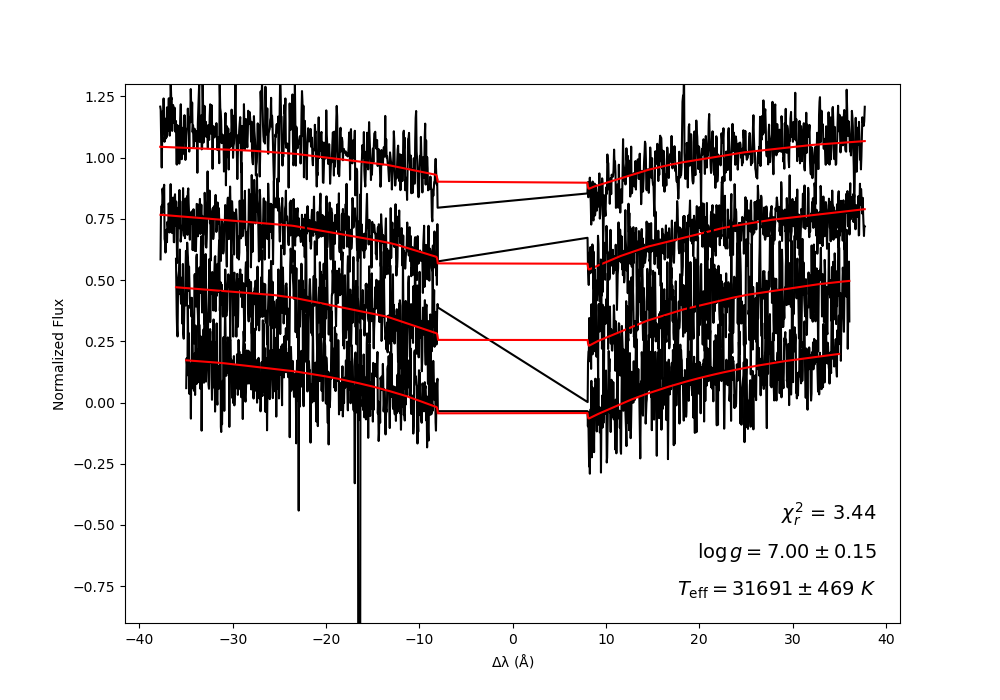 1.25
1.00
0.75
0.50
0.25
0.00
−0.25
−0.50
−0.75
Normalized Flux
χ²ᵣ = 3.44
log g = 7.00 ± 0.15
T_eff = 31691 ± 469 K
−40 −30 −20 −10 0 10 20 30 40
Δλ (Å)